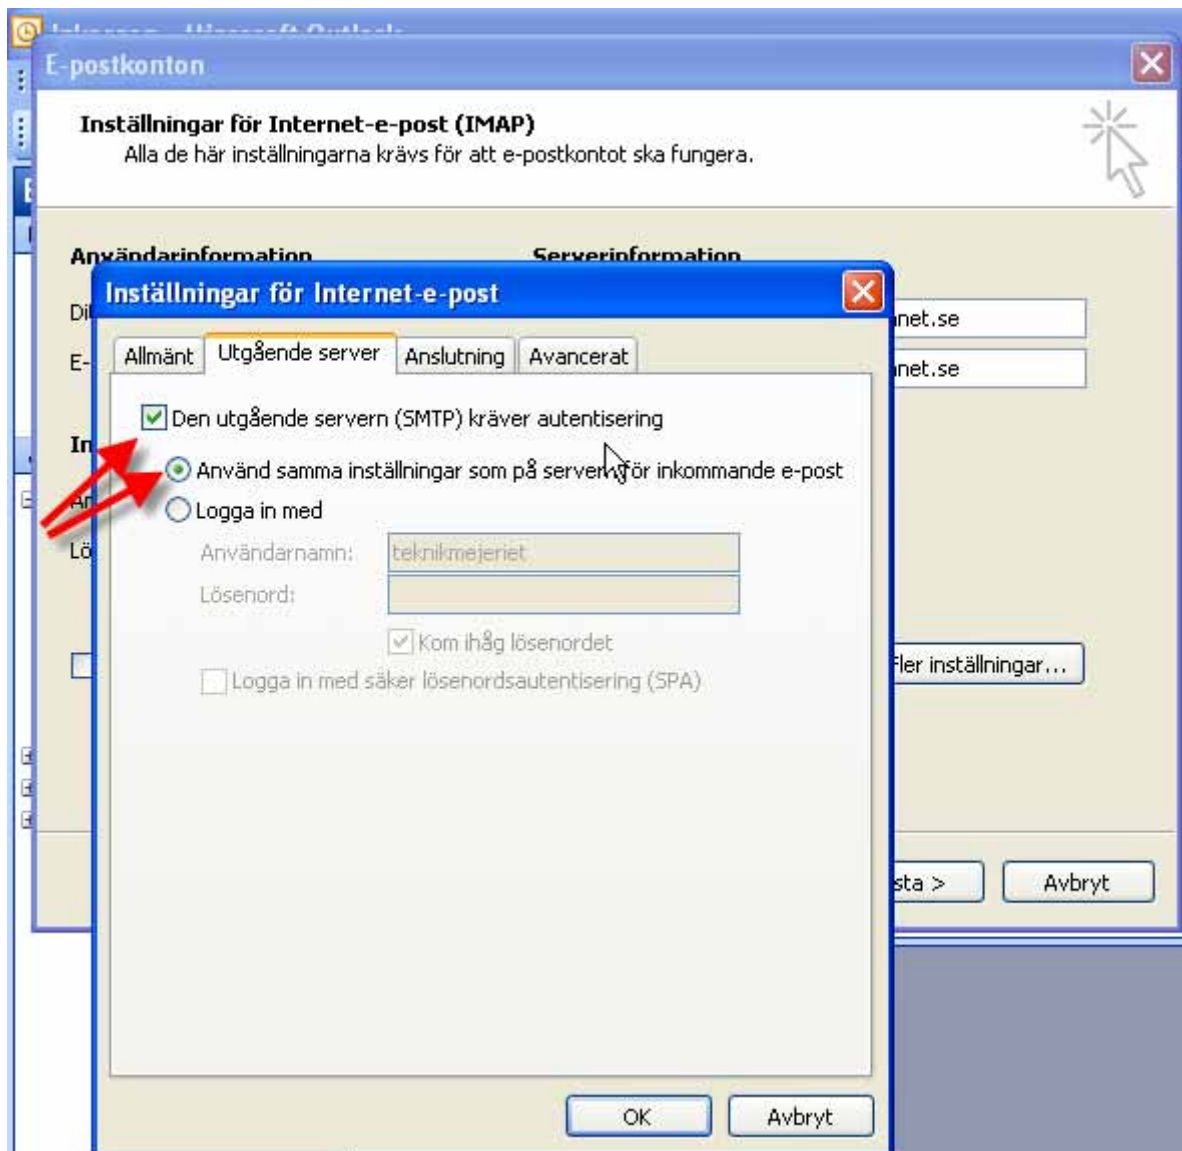 E-postkonton
Inställningar för Internet-e-post (IMAP)
Alla de här inställningarna krävs för att e-postkontot ska fungera.
Användarinformation
Serverinformation
Inställningar för Internet-e-post
net.se
Allmänt
Utgående server
Anslutning
Avancerat
net.se
Den utgående servern (SMTP) kräver autentisering
Använd samma inställningar som på servern för inkommande e-post
Logga in med
Användarnamn: teknikmejeriet
Lösenord:
Kom ihåg lösenordet
Fler inställningar...
Logga in med säker lösenordsautentisering (SPA)
sta >
Avbryt
OK
Avbryt